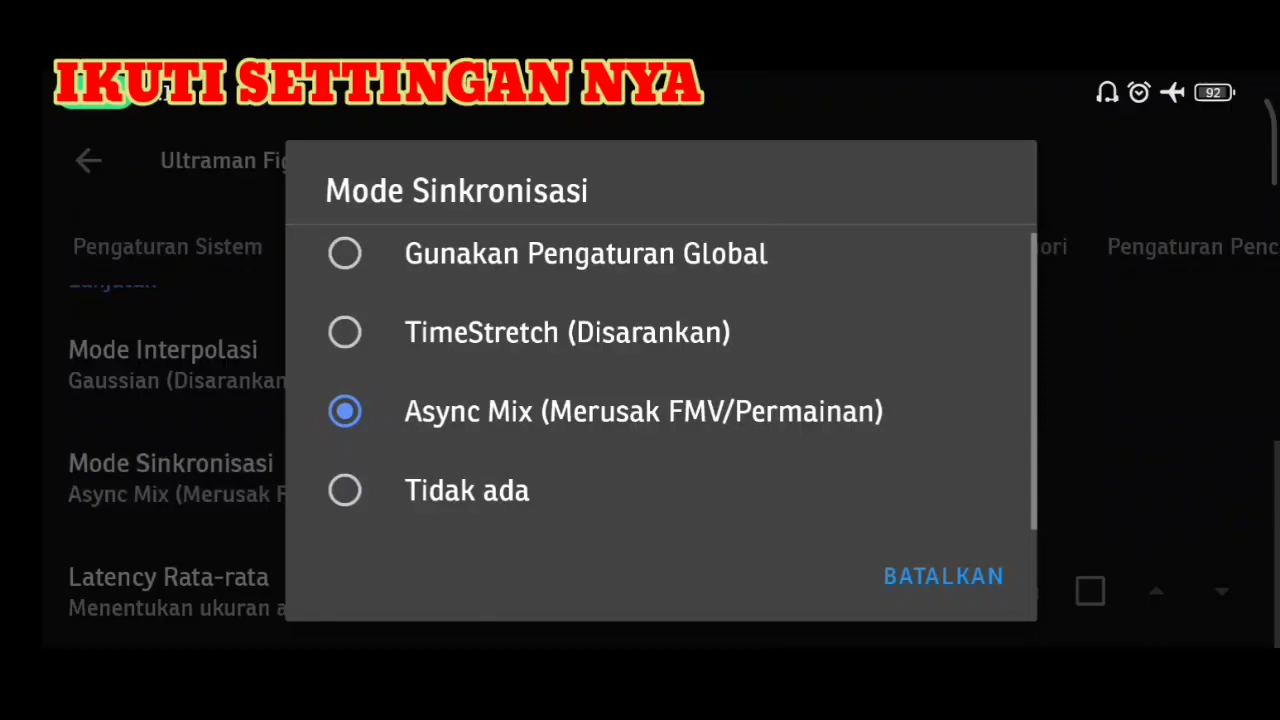 IKUTI SETTINGAN NYA
92
Ultraman Fig
Mode Sinkronisasi
Pengaturan Sistem
ori
Pengaturan Penc
Gunakan Pengaturan Global
Lanjutan
TimeStretch (Disarankan)
Mode Interpolasi
Gaussian (Disarankan
Async Mix (Merusak FMV/Permainan)
Mode Sinkronisasi
Async Mix (Merusak F
Tidak ada
Latency Rata-rata
Menentukan ukuran a
BATALKAN